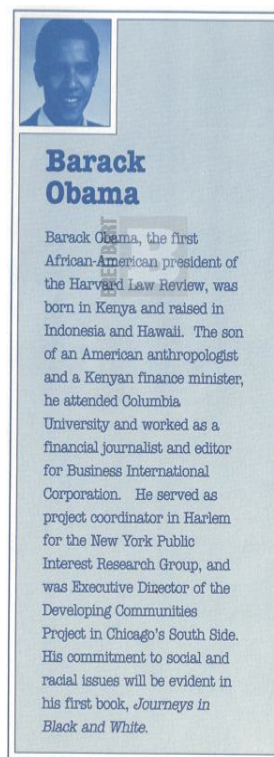 Barack
Obama
Barack Obama, the first
African-American president of
the Harvard Law Review, was
born in Kenya and raised in
Indonesia and Hawaii. The son
of an American anthropologist
and a Kenyan finance minister,
he attended Columbia
University and worked as a
financial journalist and editor
for Business International
Corporation. He served as
project coordinator in Harlem
for the New York Public
Interest Research Group, and
was Executive Director of the
Developing Communities
Project in Chicago's South Side.
His commitment to social and
racial issues will be evident in
his first book, Journeys in
Black and White.
BREITBART
B